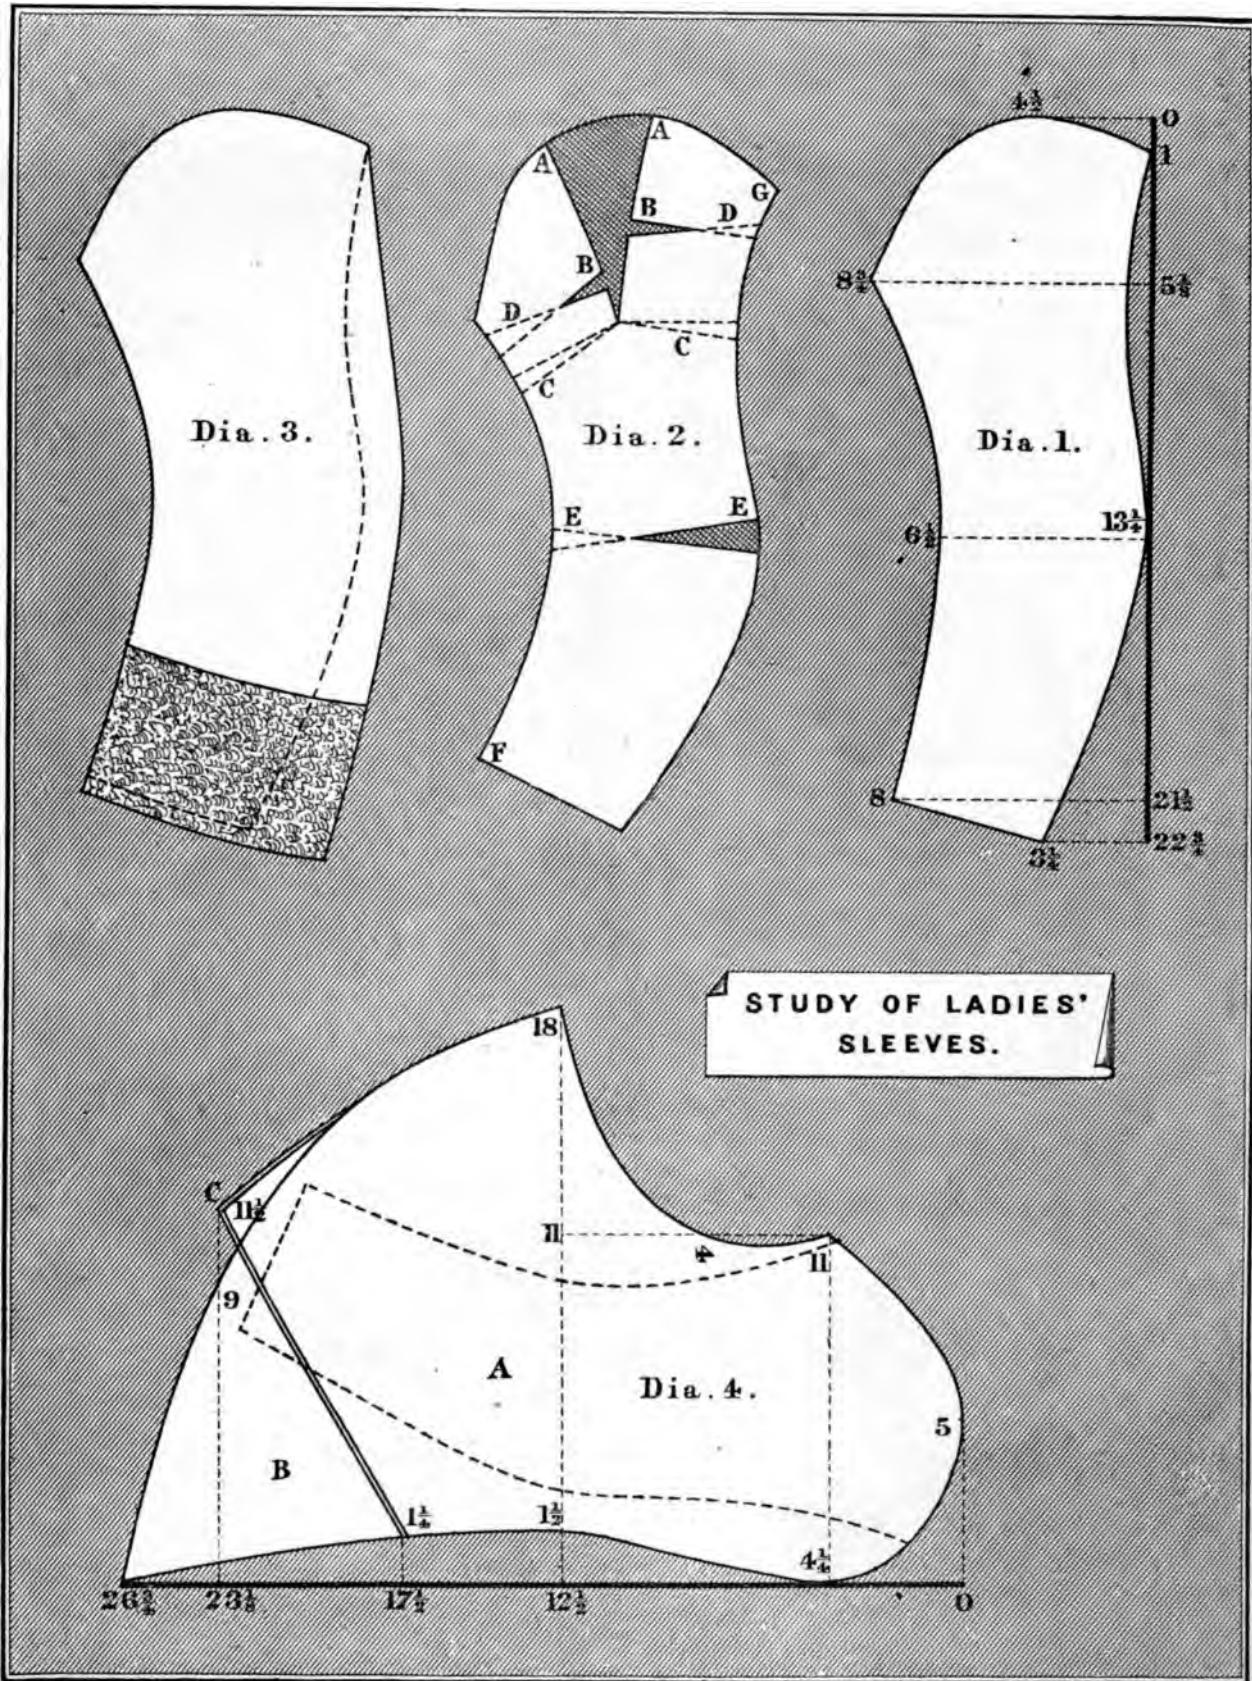 4½
0
1
A
A
G
B
D
B
D
C
C
8¾
Dia. 3.
Dia. 2.
Dia. 1.
E
E
6½
13¼
F
8
21½
3¼
22¾
STUDY OF LADIES'
SLEEVES.
18
C
11½
11
4
11
9
A
Dia. 4.
5
B
1¼
1½
4¼
26¾
23⅛
17½
12½
0